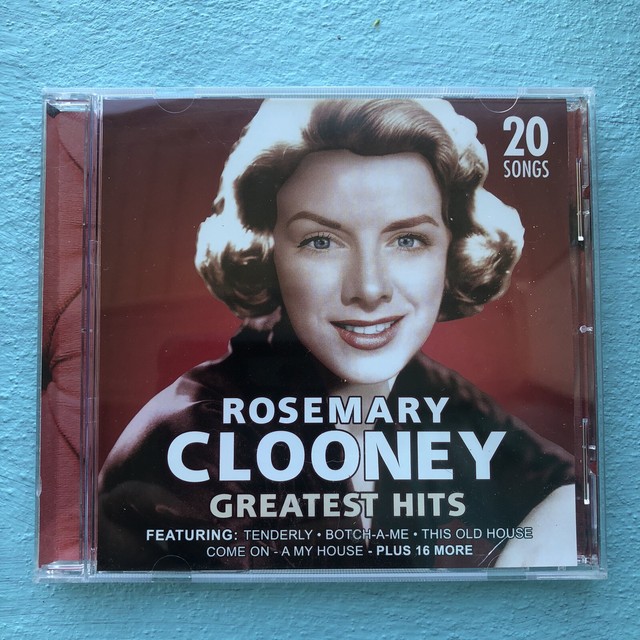 20
SONGS
ROSEMARY
CLOONEY
GREATEST HITS
FEATURING: TENDERLY • BOTCH-A-ME • THIS OLD HOUSE
COME ON - A MY HOUSE - PLUS 16 MORE